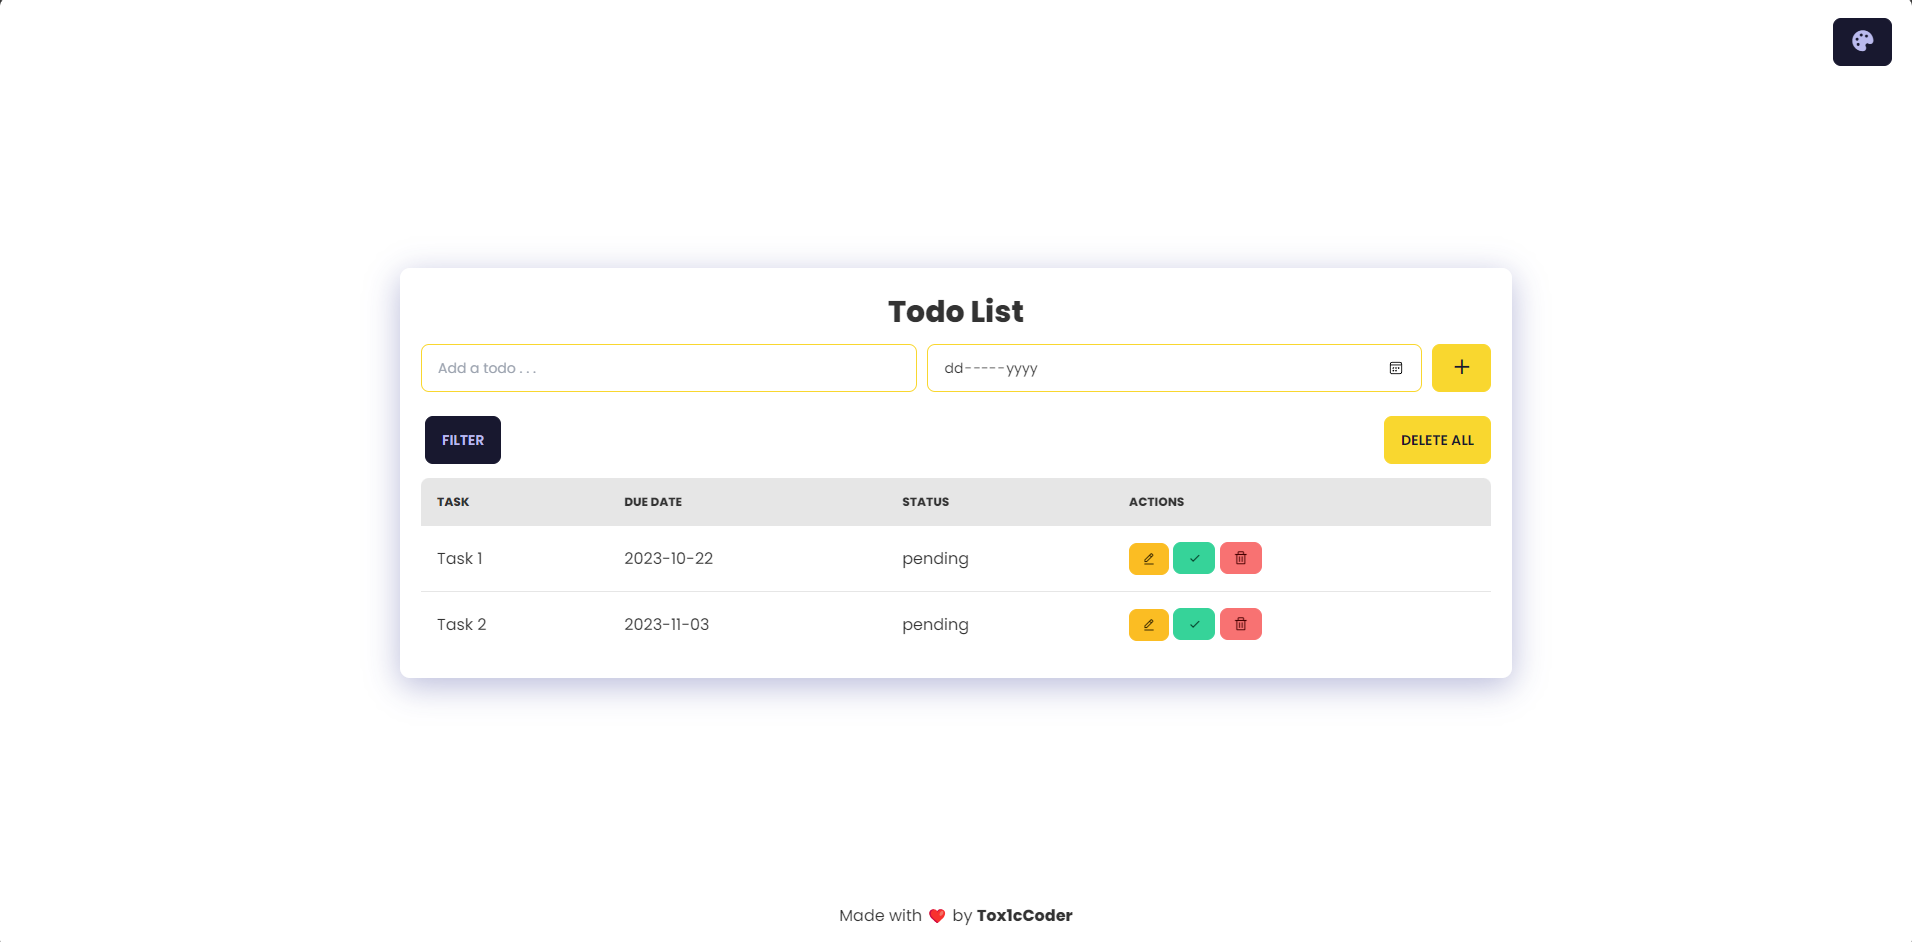 Todo List
Add a todo . . .
dd-----yyyy
FILTER
DELETE ALL
TASK DUE DATE STATUS ACTIONS
Task 1 2023-10-22 pending
Task 2 2023-11-03 pending
Made with ❤️ by Tox1cCoder